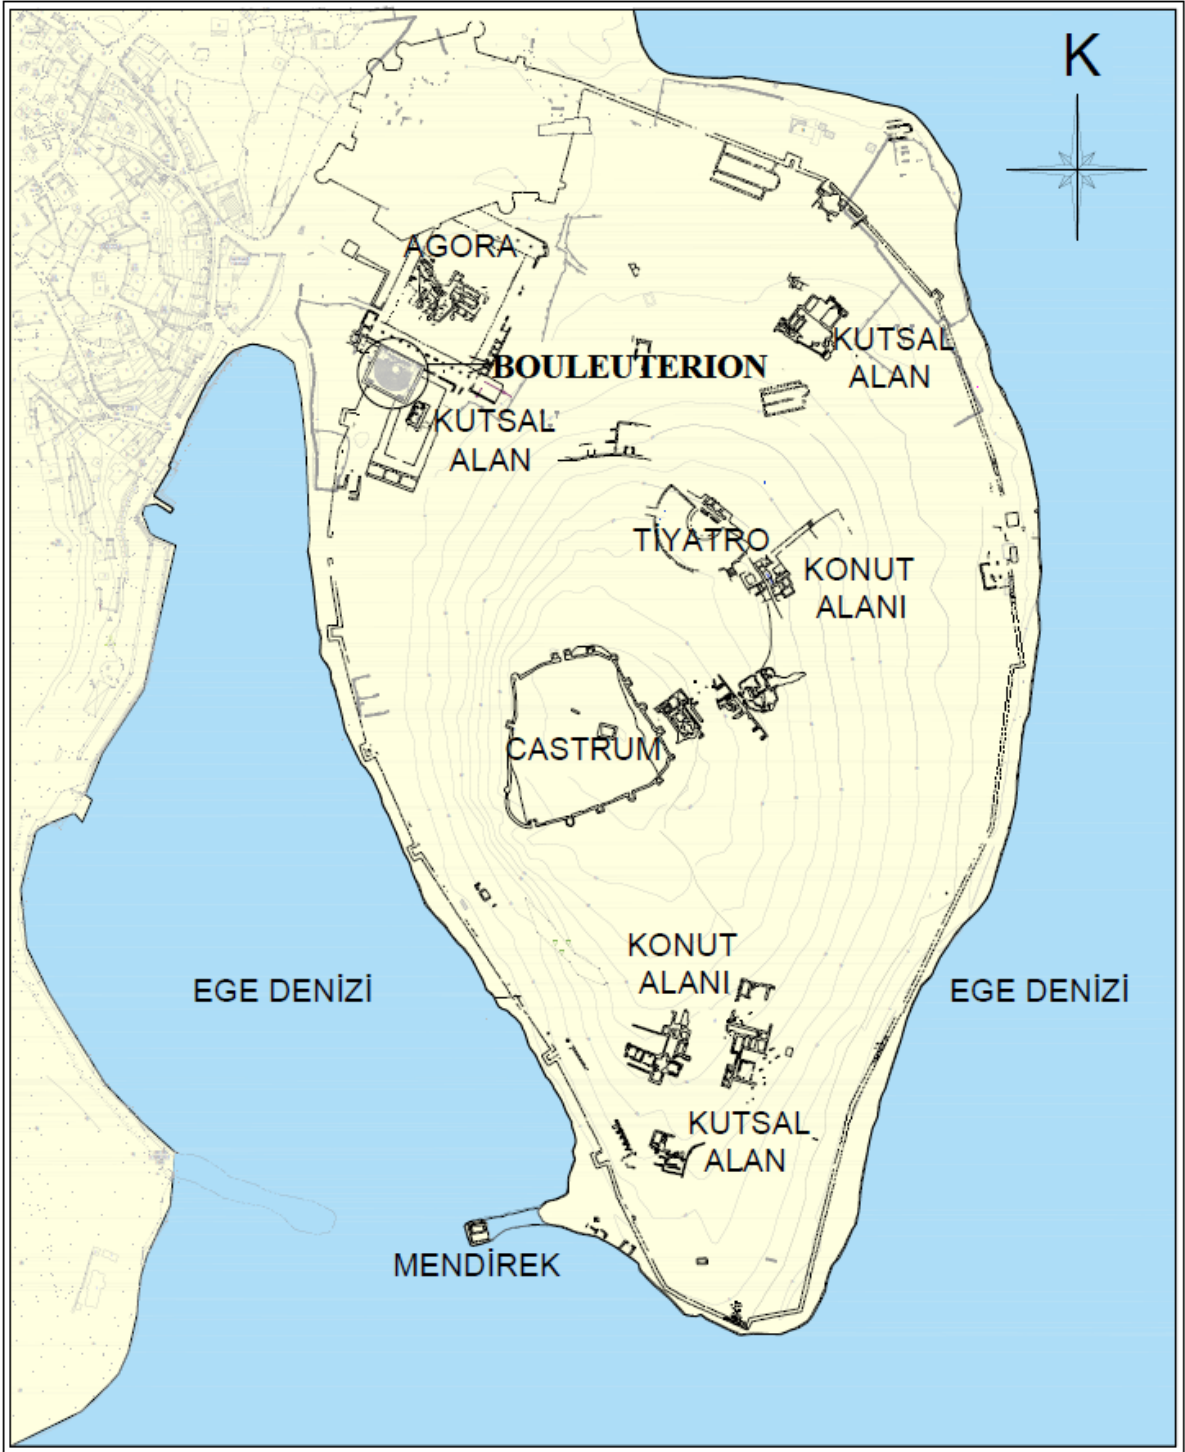 K
AGORA
BOULEUTERION
KUTSAL
ALAN
KUTSAL
ALAN
TİYATRO
KONUT
ALANI
CASTRUM
KONUT
ALANI
EGE DENİZİ
EGE DENİZİ
KUTSAL
ALAN
MENDİREK